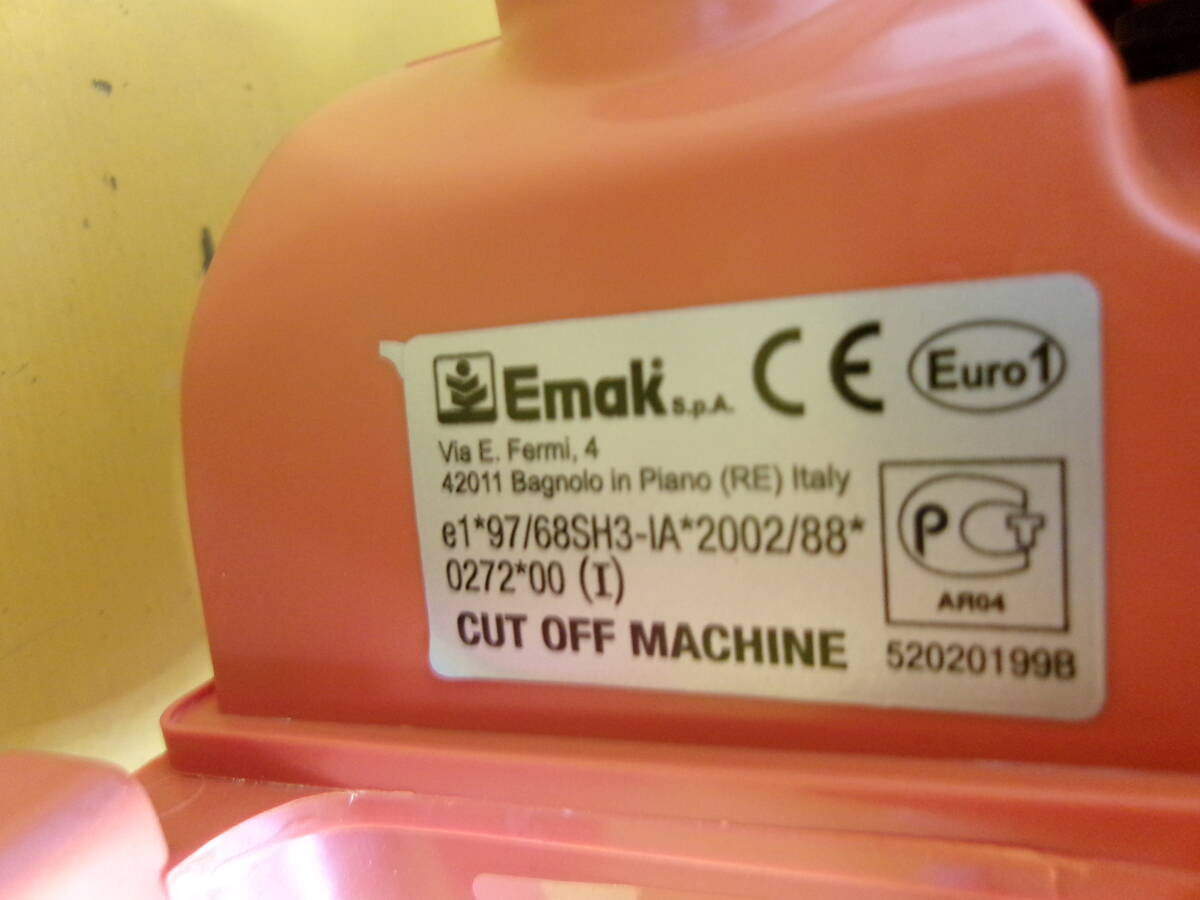 Emak S.p.A. CE Euro1
Via E. Fermi, 4
42011 Bagnolo in Piano (RE) Italy
e1*97/68SH3-IA*2002/88*
0272*00 (I)
CUT OFF MACHINE
PCT
AR04
52020199B